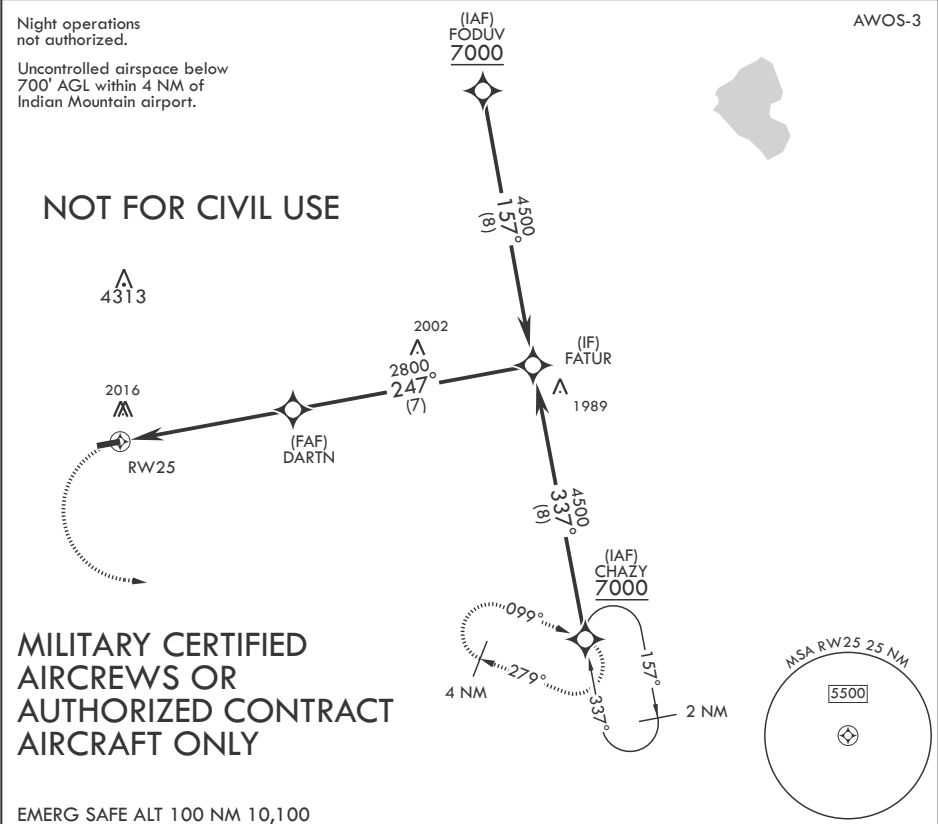 Night operations
not authorized.
Uncontrolled airspace below
700' AGL within 4 NM of
Indian Mountain airport.
(IAF)
FODUV
7000
AWOS-3
NOT FOR CIVIL USE
4500
157°
(8)
4313
2002
2800
247°
(7)
(IF)
FATUR
1989
2016
RW25
(FAF)
DARTN
4500
337°
(8)
(IAF)
CHAZY
7000
099°
279°
4 NM
157°
337°
2 NM
MILITARY CERTIFIED
AIRCREWS OR
AUTHORIZED CONTRACT
AIRCRAFT ONLY
MSA RW25 25 NM
5500
EMERG SAFE ALT 100 NM 10,100